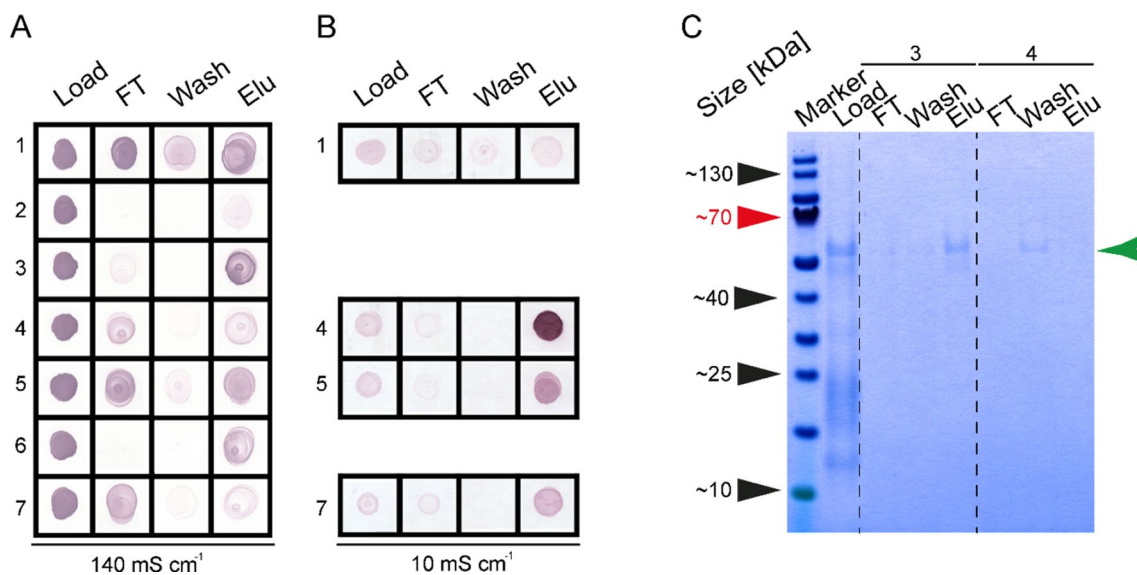 A
Load FT Wash Elu
1
2
3
4
5
6
7
140 mS cm⁻¹
B
Load FT Wash Elu
1
4
5
7
10 mS cm⁻¹
C
3 4
Size [kDa] Marker Load FT Wash Elu FT Wash Elu
~130
~70
~40
~25
~10